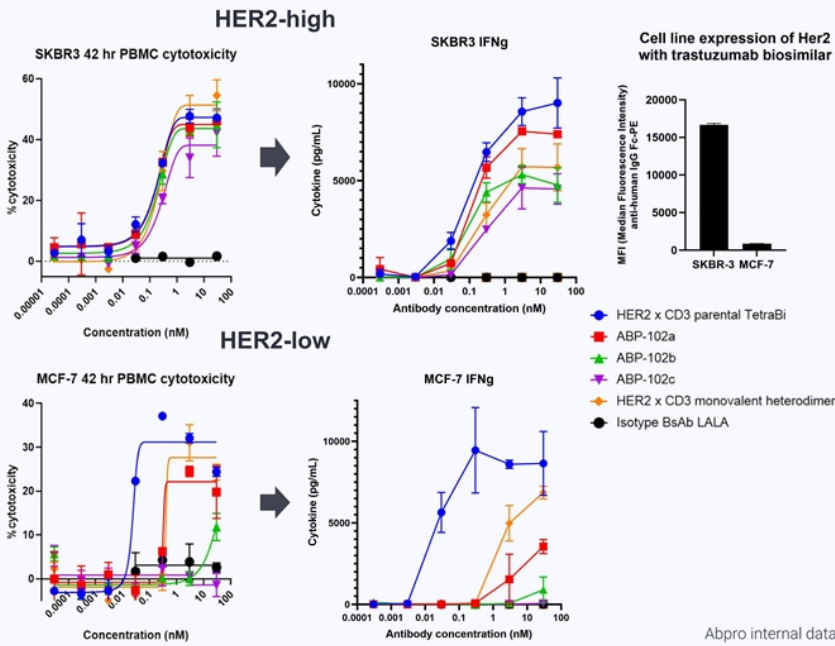 HER2-high
SKBR3 42 hr PBMC cytotoxicity
60
40
20
0
% cytotoxicity
0.00001
0.0001
0.001
0.01
0.1
1
10
100
Concentration (nM)
SKBR3 IFNg
10000
5000
0
Cytokine (pg/mL)
0.0001
0.001
0.01
0.1
1
10
100
Antibody concentration (nM)
Cell line expression of Her2
with trastuzumab biosimilar
20000
15000
10000
5000
0
MFI (Median Fluorescence Intensity)
anti-human IgG Fc-PE
SKBR-3 MCF-7
HER2 x CD3 parental TetraBi
ABP-102a
ABP-102b
ABP-102c
HER2 x CD3 monovalent heterodimer
Isotype BsAb LALA
HER2-low
MCF-7 42 hr PBMC cytotoxicity
40
30
20
10
0
% cytotoxicity
0.0001
0.001
0.01
0.1
1
10
100
Concentration (nM)
MCF-7 IFNg
10000
5000
0
Cytokine (pg/mL)
0.0001
0.001
0.01
0.1
1
10
100
Antibody concentration (nM)
Abpro internal data